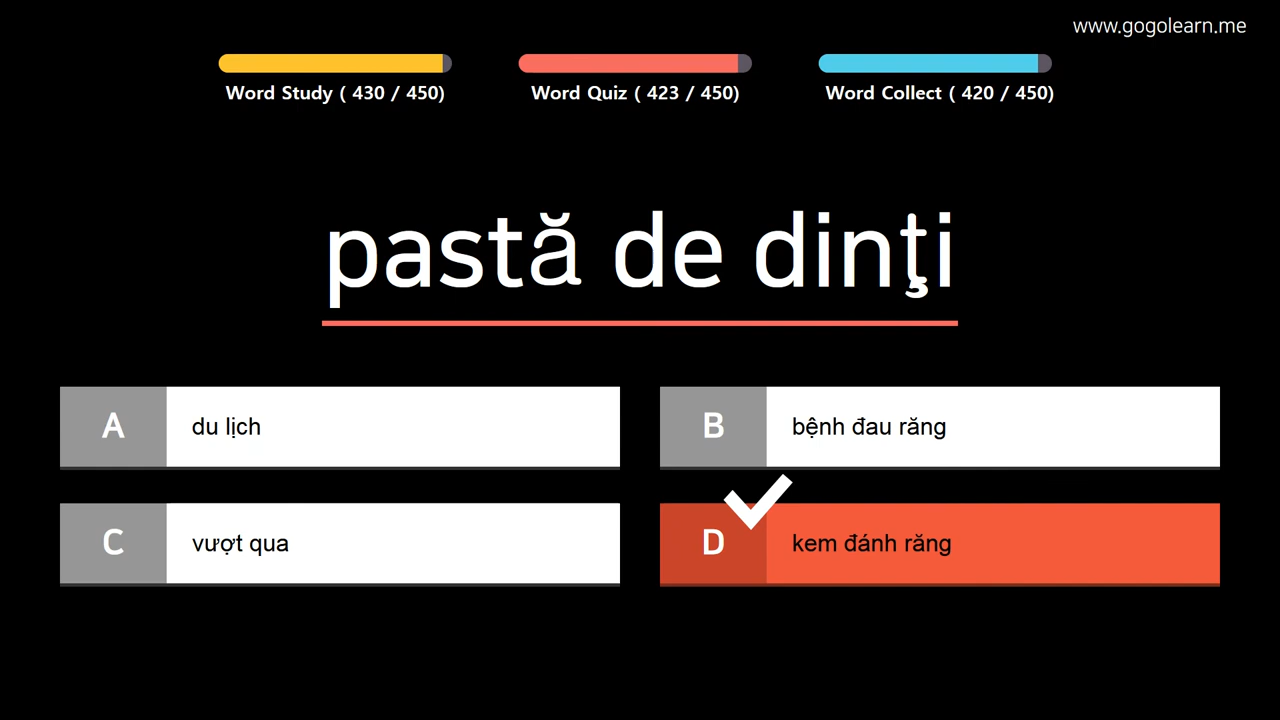 www.gogolearn.me
Word Study ( 430 / 450)
Word Quiz ( 423 / 450)
Word Collect ( 420 / 450)
pastă de dinţi
A du lịch
B bệnh đau răng
C vượt qua
D kem đánh răng